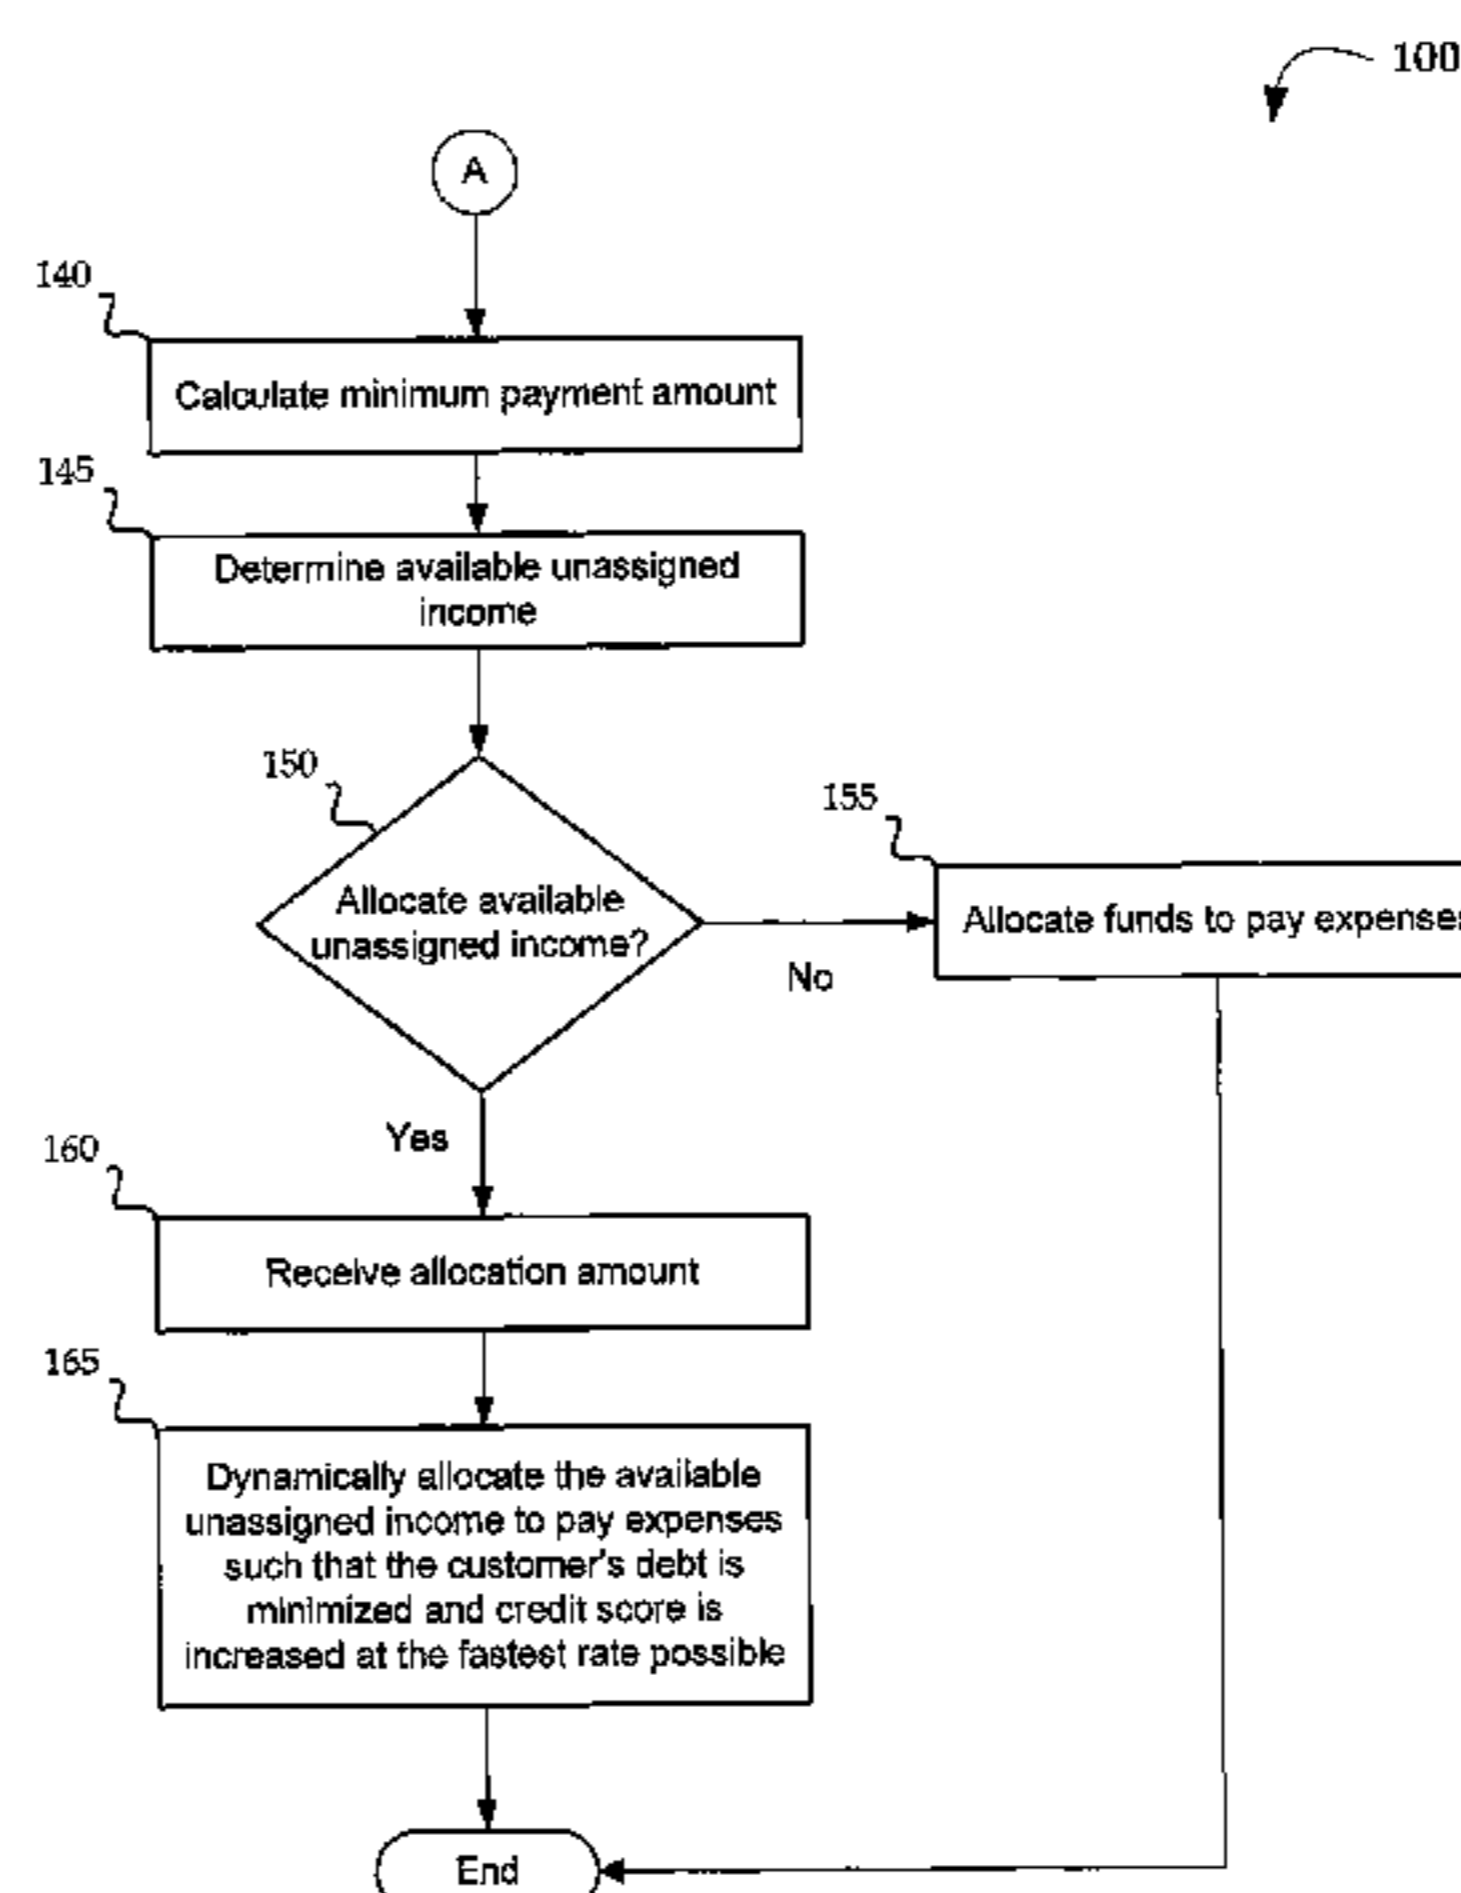 100
A
140
Calculate minimum payment amount
145
Determine available unassigned
income
150
155
Allocate available
unassigned income?
Allocate funds to pay expenses
No
Yes
160
Receive allocation amount
165
Dynamically allocate the available
unassigned income to pay expenses
such that the customer's debt is
minimized and credit score is
increased at the fastest rate possible
End